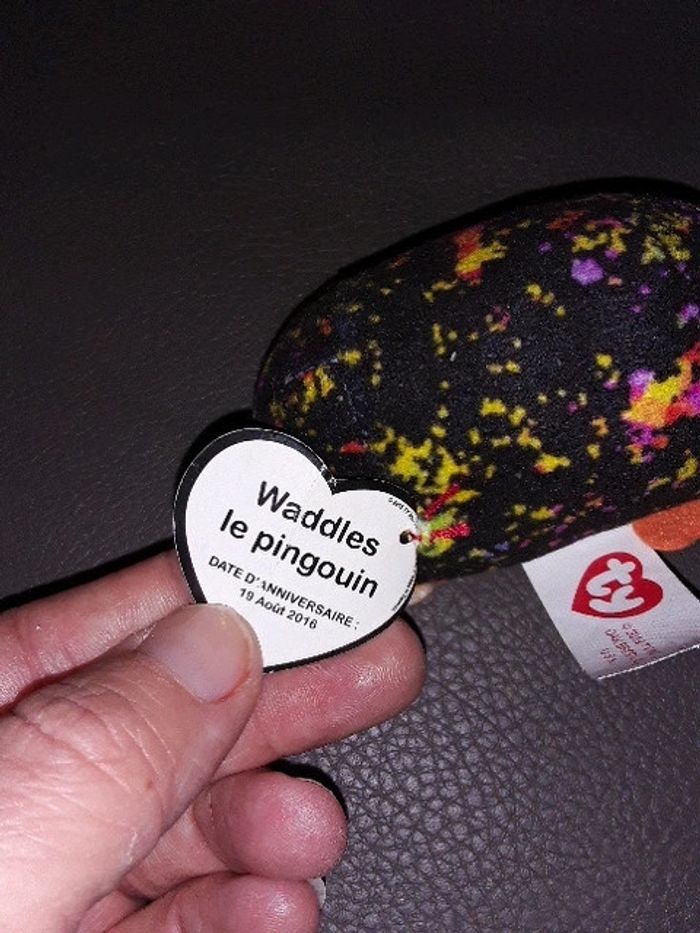 Waddles
le pingouin
DATE D'ANNIVERSAIRE :
19 Août 2016
ty